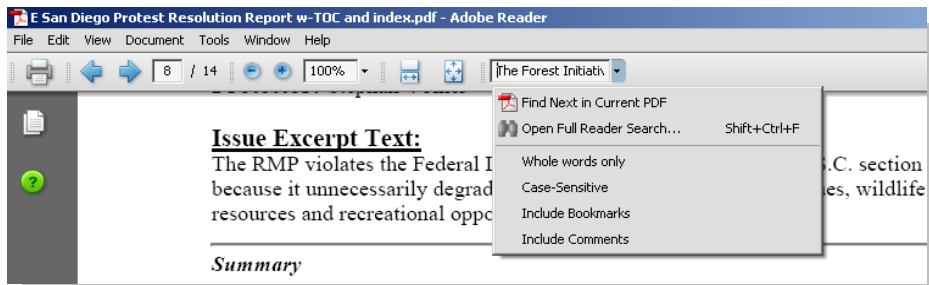 E San Diego Protest Resolution Report w-TOC and index.pdf - Adobe Reader
File Edit View Document Tools Window Help
8 / 14 100% The Forest Initiativ
Find Next in Current PDF
Open Full Reader Search... Shift+Ctrl+F
Whole words only
Case-Sensitive
Include Bookmarks
Include Comments
Issue Excerpt Text:
The RMP violates the Federal .C. section
because it unnecessarily degrad es, wildlife
resources and recreational oppo
Summary